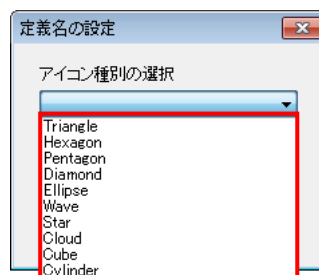 定義名の設定
アイコン種別の選択
Triangle
Hexagon
Pentagon
Diamond
Ellipse
Wave
Star
Cloud
Cube
Cylinder